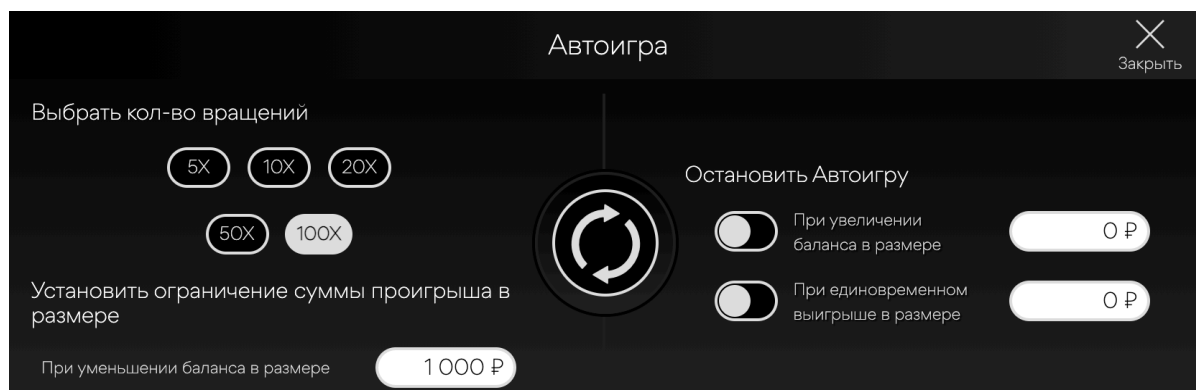 Автоигра
Закрыть
Выбрать кол-во вращений
5X 10X 20X
50X 100X
Установить ограничение суммы проигрыша в
размере
При уменьшении баланса в размере 1 000 ₽
Остановить Автоигру
При увеличении
баланса в размере 0 ₽
При единовременном
выигрыше в размере 0 ₽